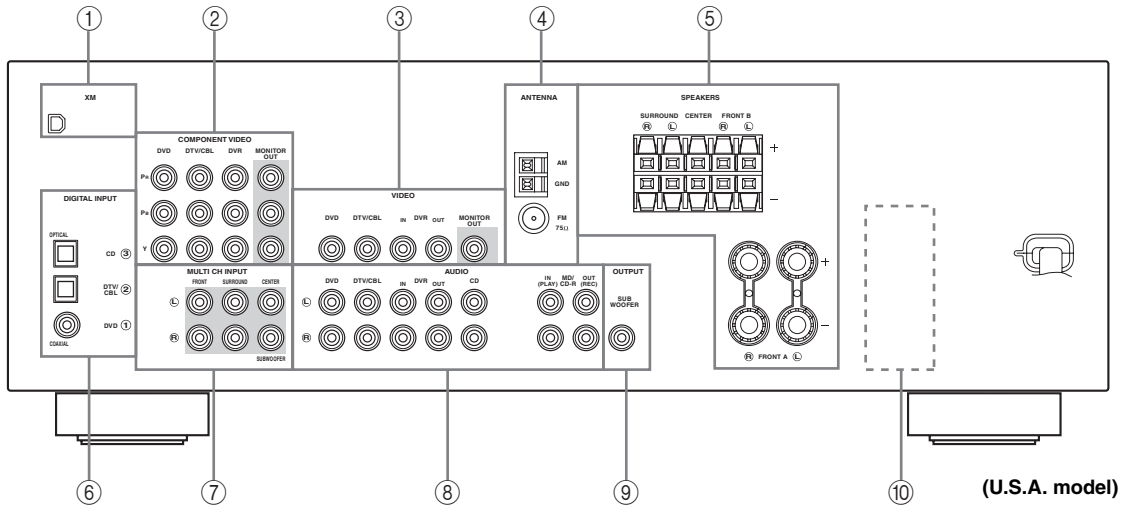 ① ② ③ ④ ⑤
XM
ANTENNA
SPEAKERS
SURROUND CENTER FRONT B
Ⓡ Ⓛ Ⓡ Ⓛ
+
−
COMPONENT VIDEO
DVD DTV/CBL DVR MONITOR OUT
PR
PB
Y
AM
GND
FM
75Ω
VIDEO
DVD DTV/CBL IN DVR OUT MONITOR OUT
DIGITAL INPUT
OPTICAL
CD ③
DTV/
CBL ②
DVD ①
COAXIAL
MULTI CH INPUT
FRONT SURROUND CENTER
Ⓛ
Ⓡ
SUBWOOFER
AUDIO
DVD DTV/CBL IN DVR OUT CD
IN MD/ OUT
(PLAY) CD-R (REC)
Ⓛ
Ⓡ
OUTPUT
SUB
WOOFER
+
−
Ⓡ FRONT A Ⓛ
⑥ ⑦ ⑧ ⑨ ⑩
(U.S.A. model)